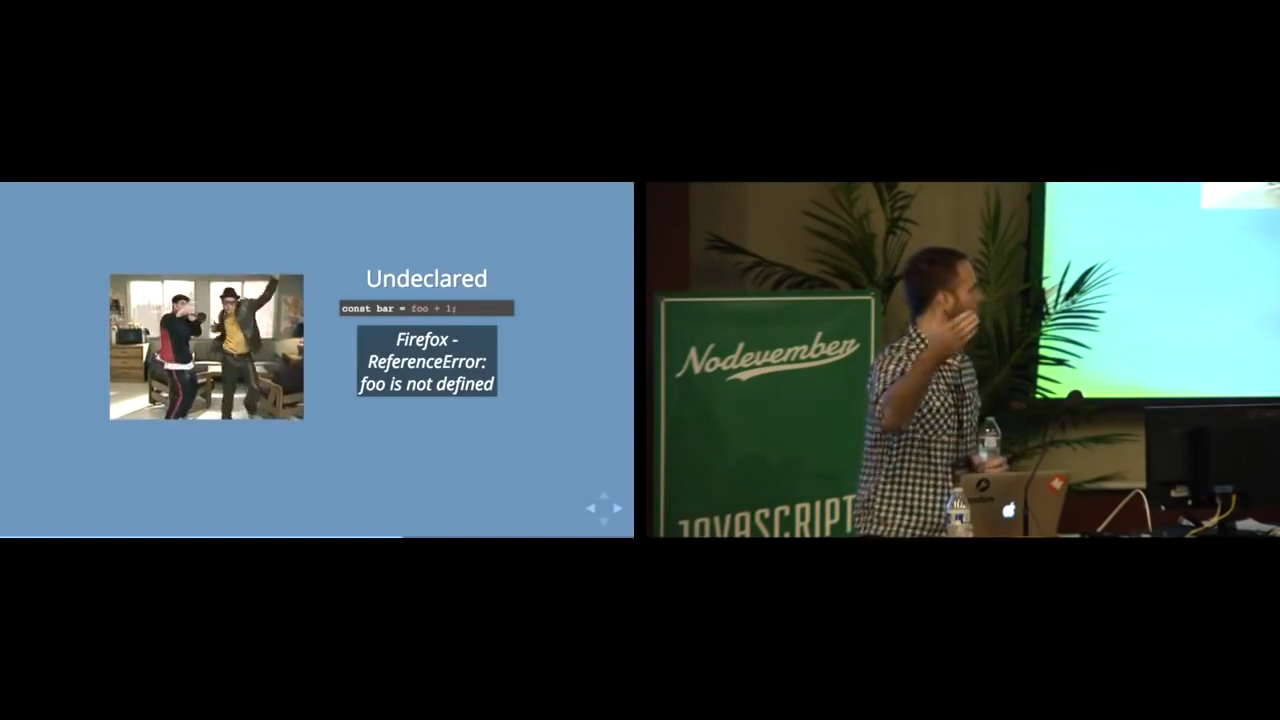 Undeclared
const bar = foo + 1;
Firefox -
ReferenceError:
foo is not defined
Nodevember
JAVASCRIPT